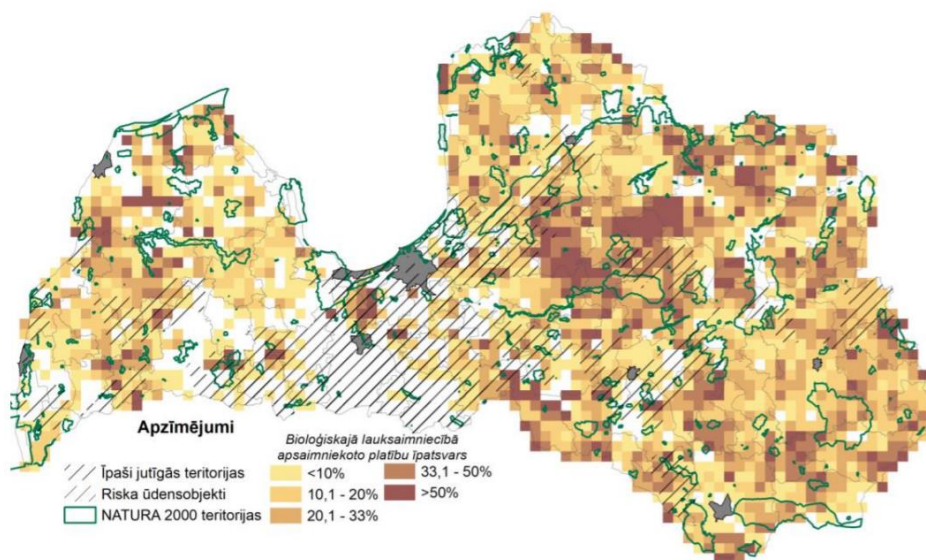 Apzīmējumi
Īpaši jutīgās teritorijas
Riska ūdensobjekti
NATURA 2000 teritorijas
Bioloģiskajā lauksaimniecībā
apsaimniekoto platību īpatsvars
<10%
10,1 - 20%
20,1 - 33%
33,1 - 50%
>50%